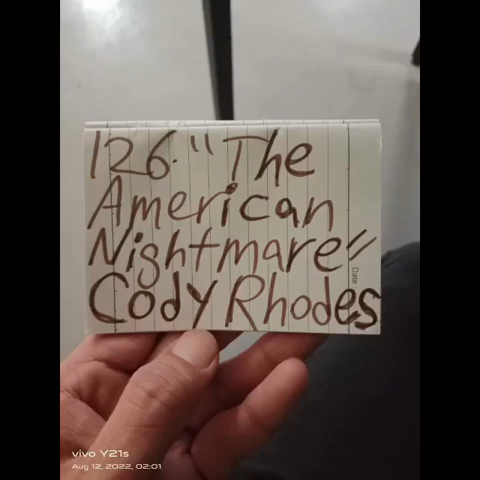 126. "The
American
Nightmare"
Cody Rhodes
Date:
vivo Y21s
Aug 12, 2022, 02:01